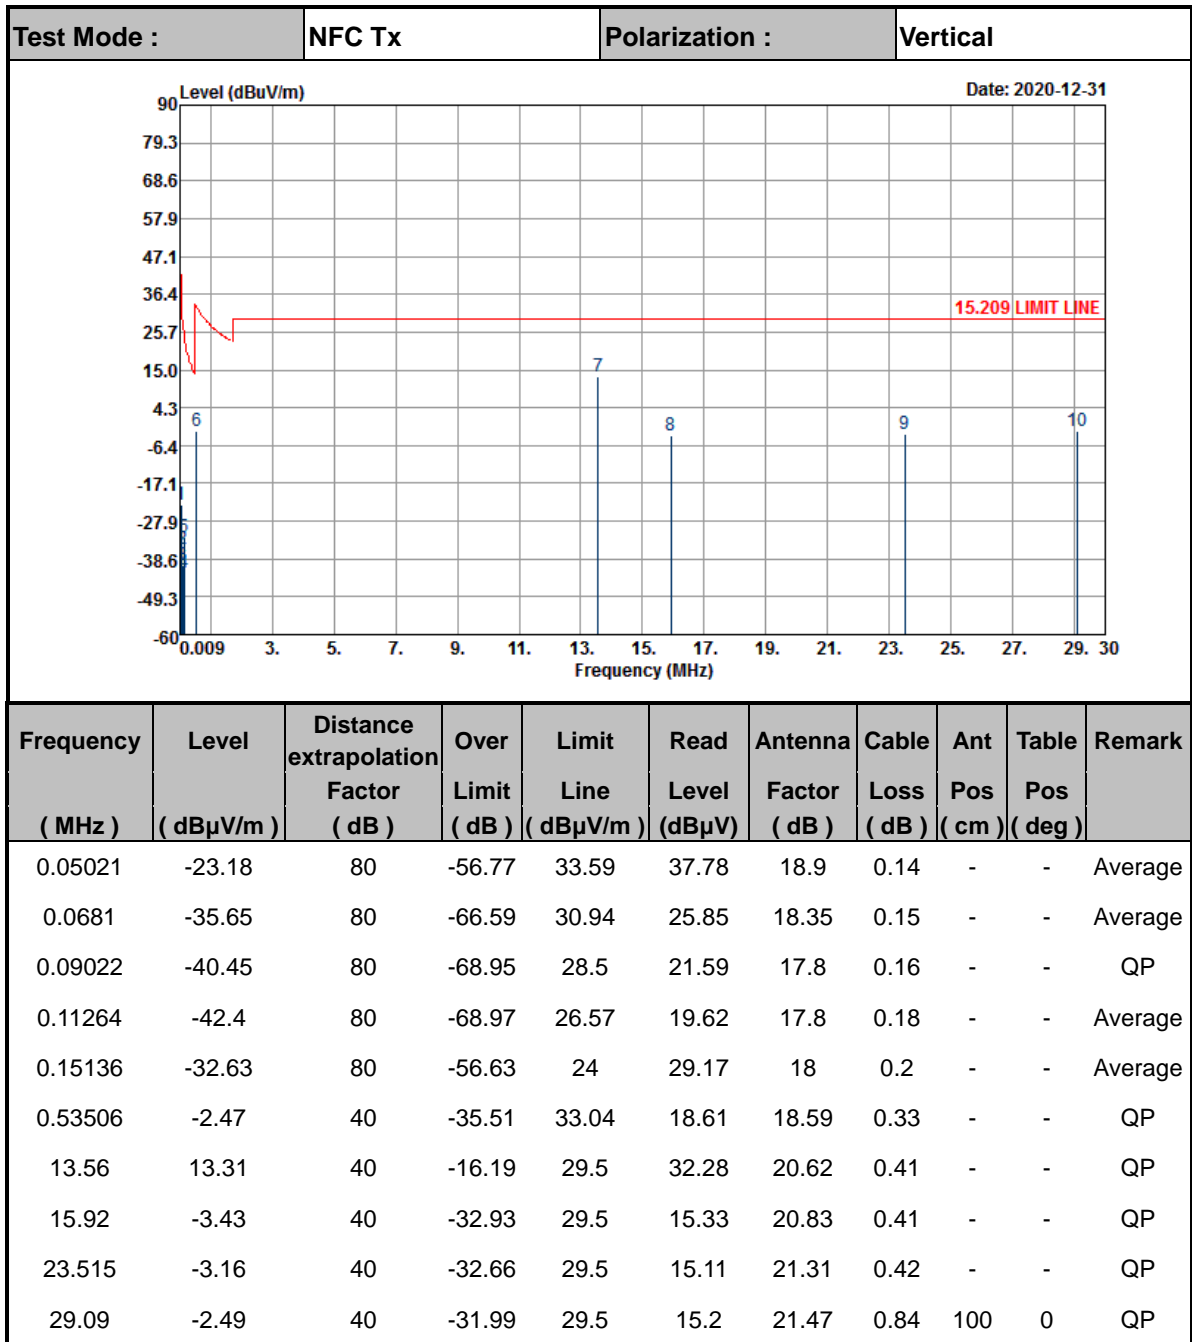 Test Mode : NFC Tx Polarization : Vertical
Level (dBuV/m) Date: 2020-12-31
90
79.3
68.6
57.9
47.1
36.4
15.209 LIMIT LINE
25.7
15.0
7
4.3
6 8 9 10
-6.4
-17.1
-27.9
5
-38.6
-49.3
-60
0.009 3. 5. 7. 9. 11. 13. 15. 17. 19. 21. 23. 25. 27. 29. 30
Frequency (MHz)
Frequency Level Distance extrapolation Factor Over Limit Limit Line Read Level Antenna Factor Cable Loss Ant Pos Table Pos Remark
( MHz ) ( dBµV/m ) ( dB ) ( dB ) ( dBµV/m ) (dBµV) ( dB ) ( dB ) ( cm ) ( deg )
0.05021 -23.18 80 -56.77 33.59 37.78 18.9 0.14 - - Average
0.0681 -35.65 80 -66.59 30.94 25.85 18.35 0.15 - - Average
0.09022 -40.45 80 -68.95 28.5 21.59 17.8 0.16 - - QP
0.11264 -42.4 80 -68.97 26.57 19.62 17.8 0.18 - - Average
0.15136 -32.63 80 -56.63 24 29.17 18 0.2 - - Average
0.53506 -2.47 40 -35.51 33.04 18.61 18.59 0.33 - - QP
13.56 13.31 40 -16.19 29.5 32.28 20.62 0.41 - - QP
15.92 -3.43 40 -32.93 29.5 15.33 20.83 0.41 - - QP
23.515 -3.16 40 -32.66 29.5 15.11 21.31 0.42 - - QP
29.09 -2.49 40 -31.99 29.5 15.2 21.47 0.84 100 0 QP